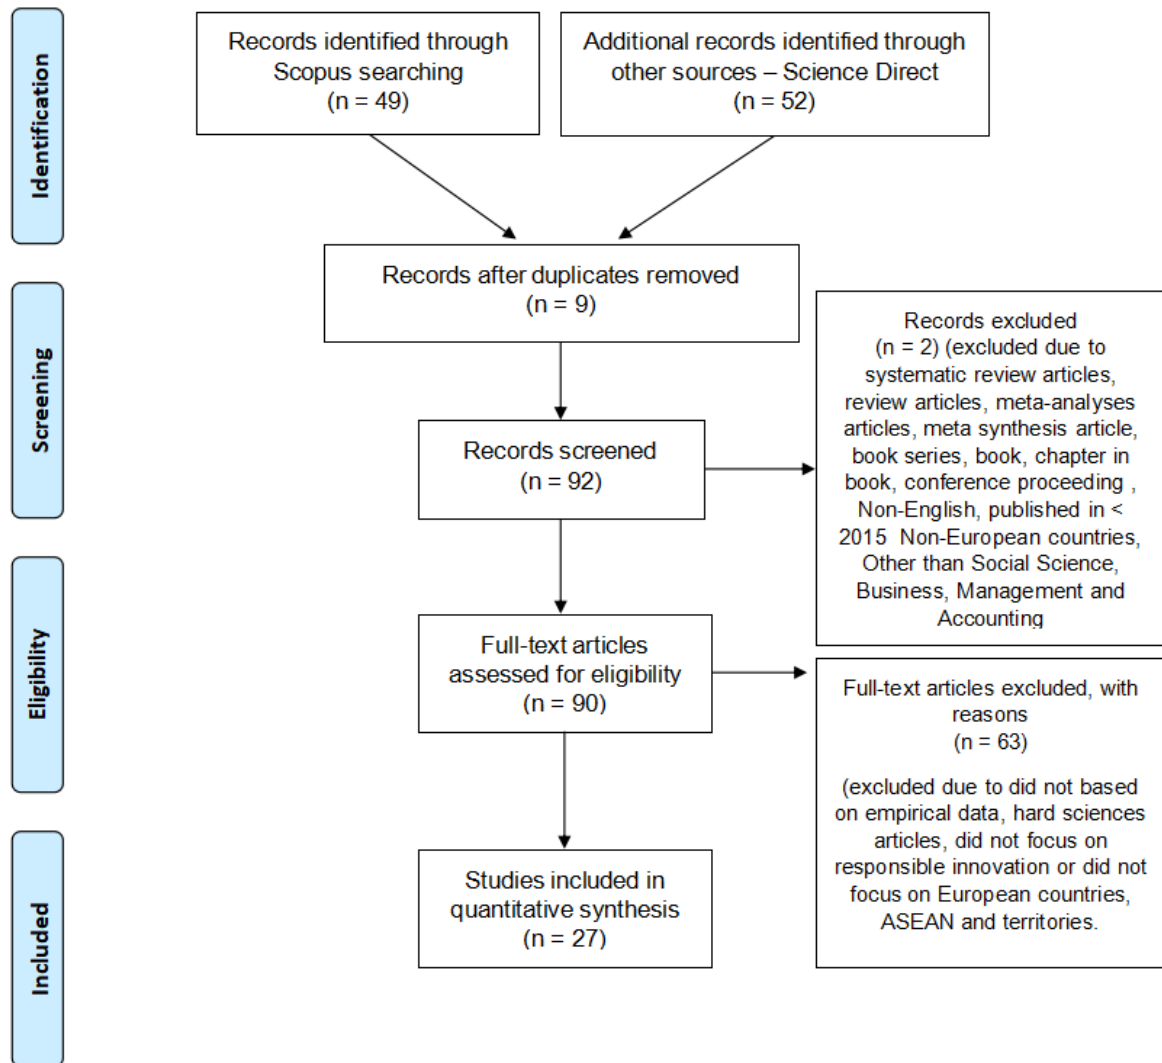 Identification
Records identified through
Scopus searching
(n = 49)
Additional records identified through
other sources – Science Direct
(n = 52)
Records after duplicates removed
(n = 9)
Screening
Records screened
(n = 92)
Records excluded
(n = 2) (excluded due to
systematic review articles,
review articles, meta-analyses
articles, meta synthesis article,
book series, book, chapter in
book, conference proceeding ,
Non-English, published in <
2015 Non-European countries,
Other than Social Science,
Business, Management and
Accounting
Eligibility
Full-text articles
assessed for eligibility
(n = 90)
Full-text articles excluded, with
reasons
(n = 63)
(excluded due to did not based
on empirical data, hard sciences
articles, did not focus on
responsible innovation or did not
focus on European countries,
ASEAN and territories.
Included
Studies included in
quantitative synthesis
(n = 27)